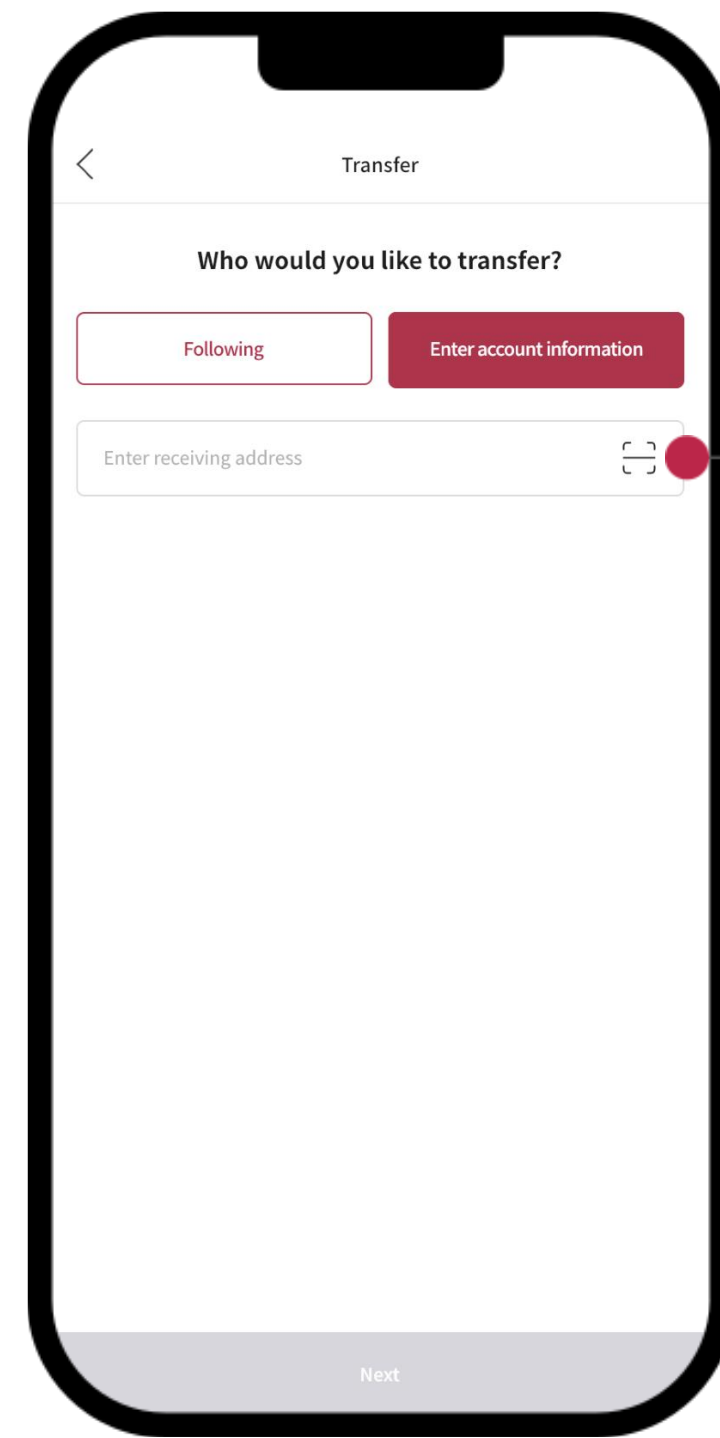 Transfer
Who would you like to transfer?
Following
Enter account information
Enter receiving address
Next